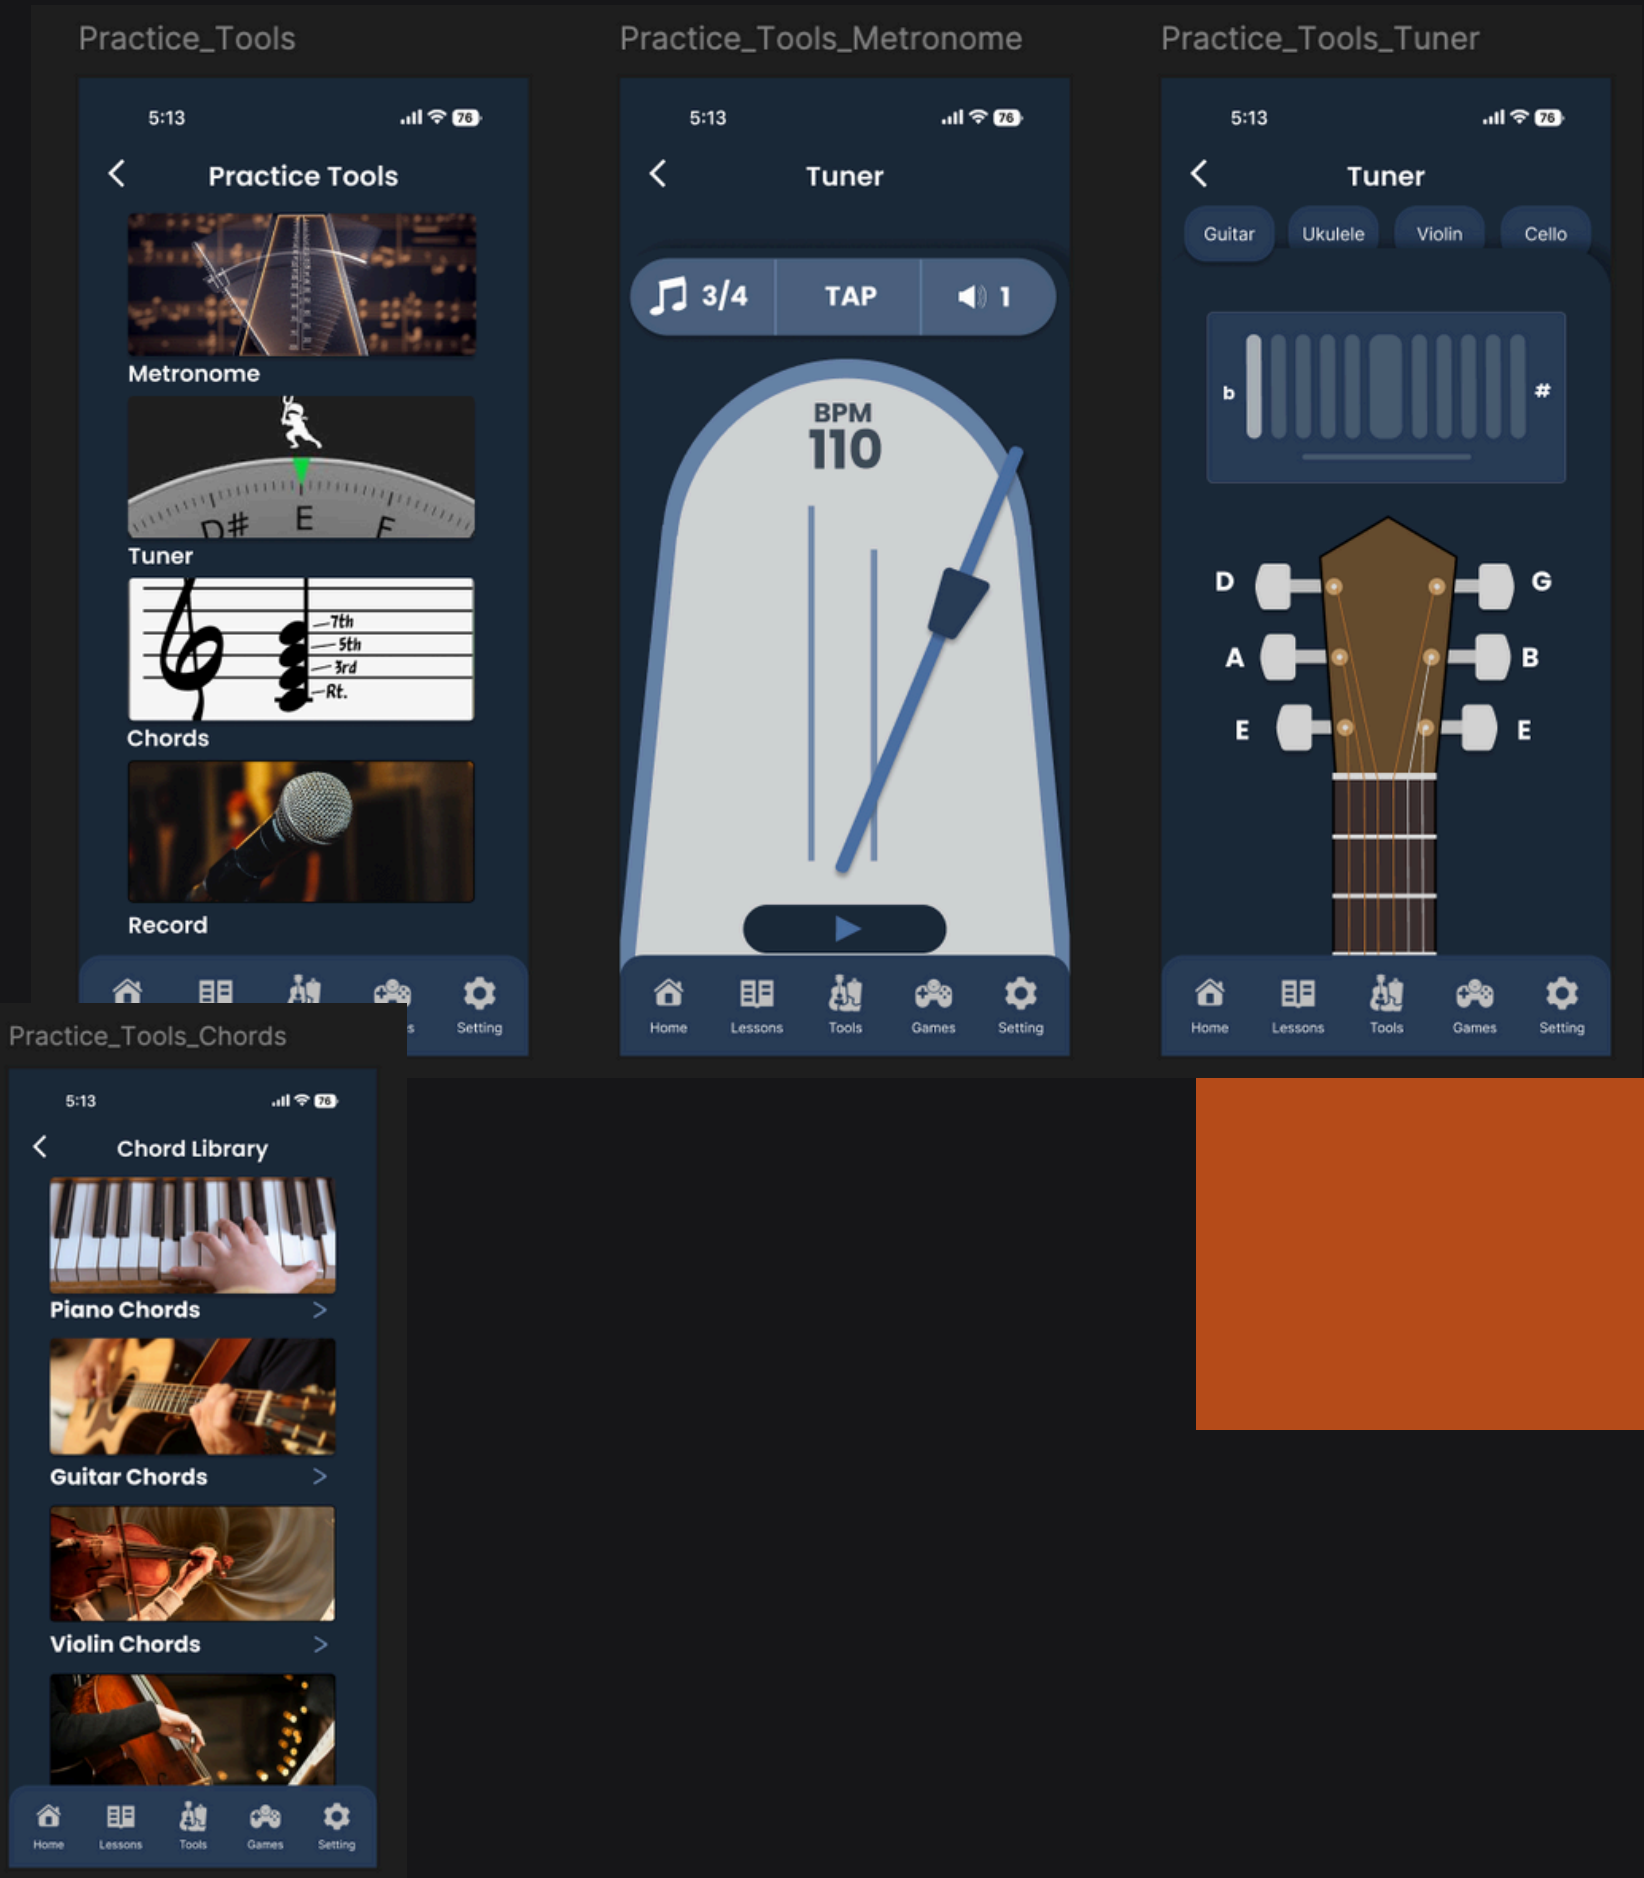 Practice_Tools
5:13
76
Practice Tools
Metronome
D# E F
Tuner
7th
5th
3rd
Rt.
Chords
Record
s
Setting
Practice_Tools_Metronome
5:13
76
Tuner
3/4
TAP
1
BPM
110
Home
Lessons
Tools
Games
Setting
Practice_Tools_Tuner
5:13
76
Tuner
Guitar
Ukulele
Violin
Cello
b
#
D
G
A
B
E
E
Home
Lessons
Tools
Games
Setting
Practice_Tools_Chords
5:13
76
Chord Library
Piano Chords >
Guitar Chords >
Violin Chords >
Home
Lessons
Tools
Games
Setting